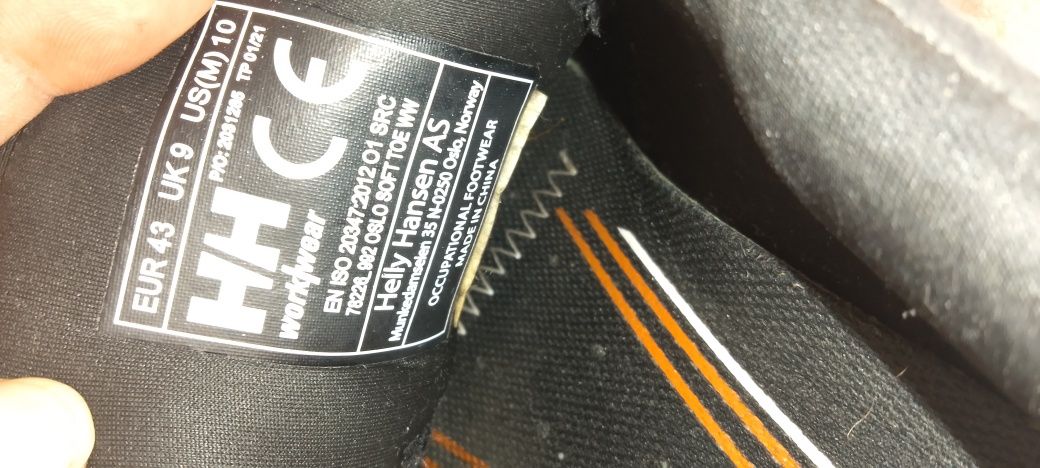 EUR 43 UK 9 US(M) 10
P/O: 2031295 TP 01/21
H/H CE
workwear
EN ISO 20347:2012 O1 SRC
78228_992 OSLO SOFT TOE WW
Helly Hansen AS
Munkedamsveien 35 N-0250 Oslo, Norway
OCCUPATIONAL FOOTWEAR
MADE IN CHINA